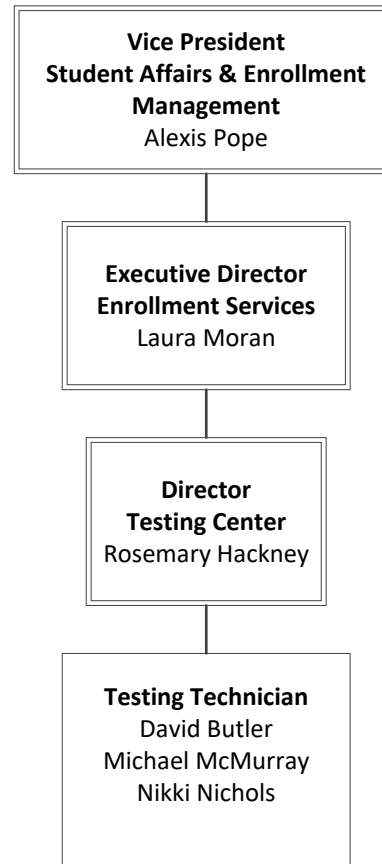 Vice President
Student Affairs & Enrollment
Management
Alexis Pope
Executive Director
Enrollment Services
Laura Moran
Director
Testing Center
Rosemary Hackney
Testing Technician
David Butler
Michael McMurray
Nikki Nichols